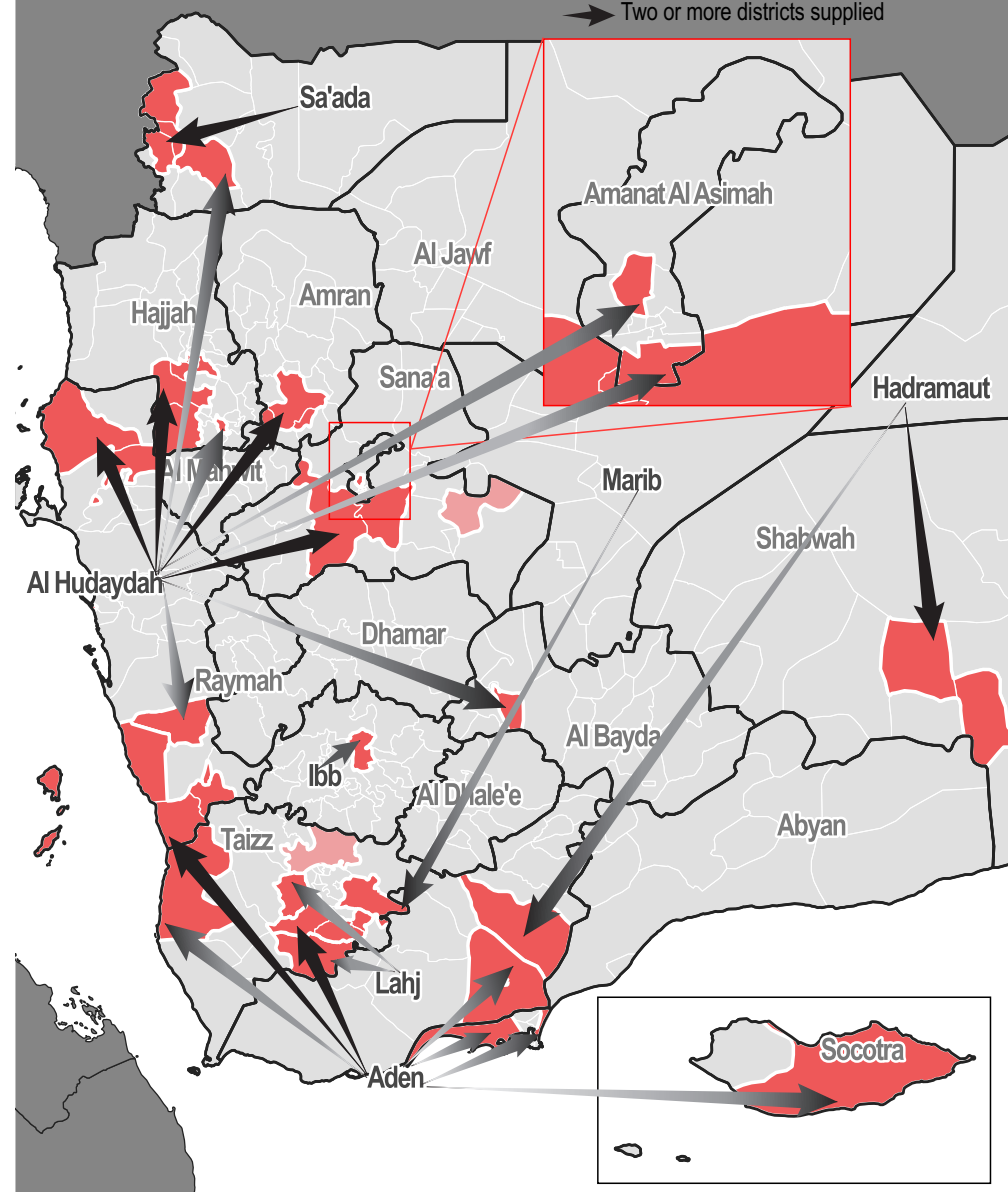 Two or more districts supplied
Sa'ada
Amanat Al Asimah
Al Jawf
Amran
Hajjah
Sana'a
Hadramaut
Al Mahwit
Marib
Shabwah
Al Hudaydah
Dhamar
Raymah
Al Bayda
Ibb
Al Dhale'e
Abyan
Taizz
Lahj
Socotra
Aden